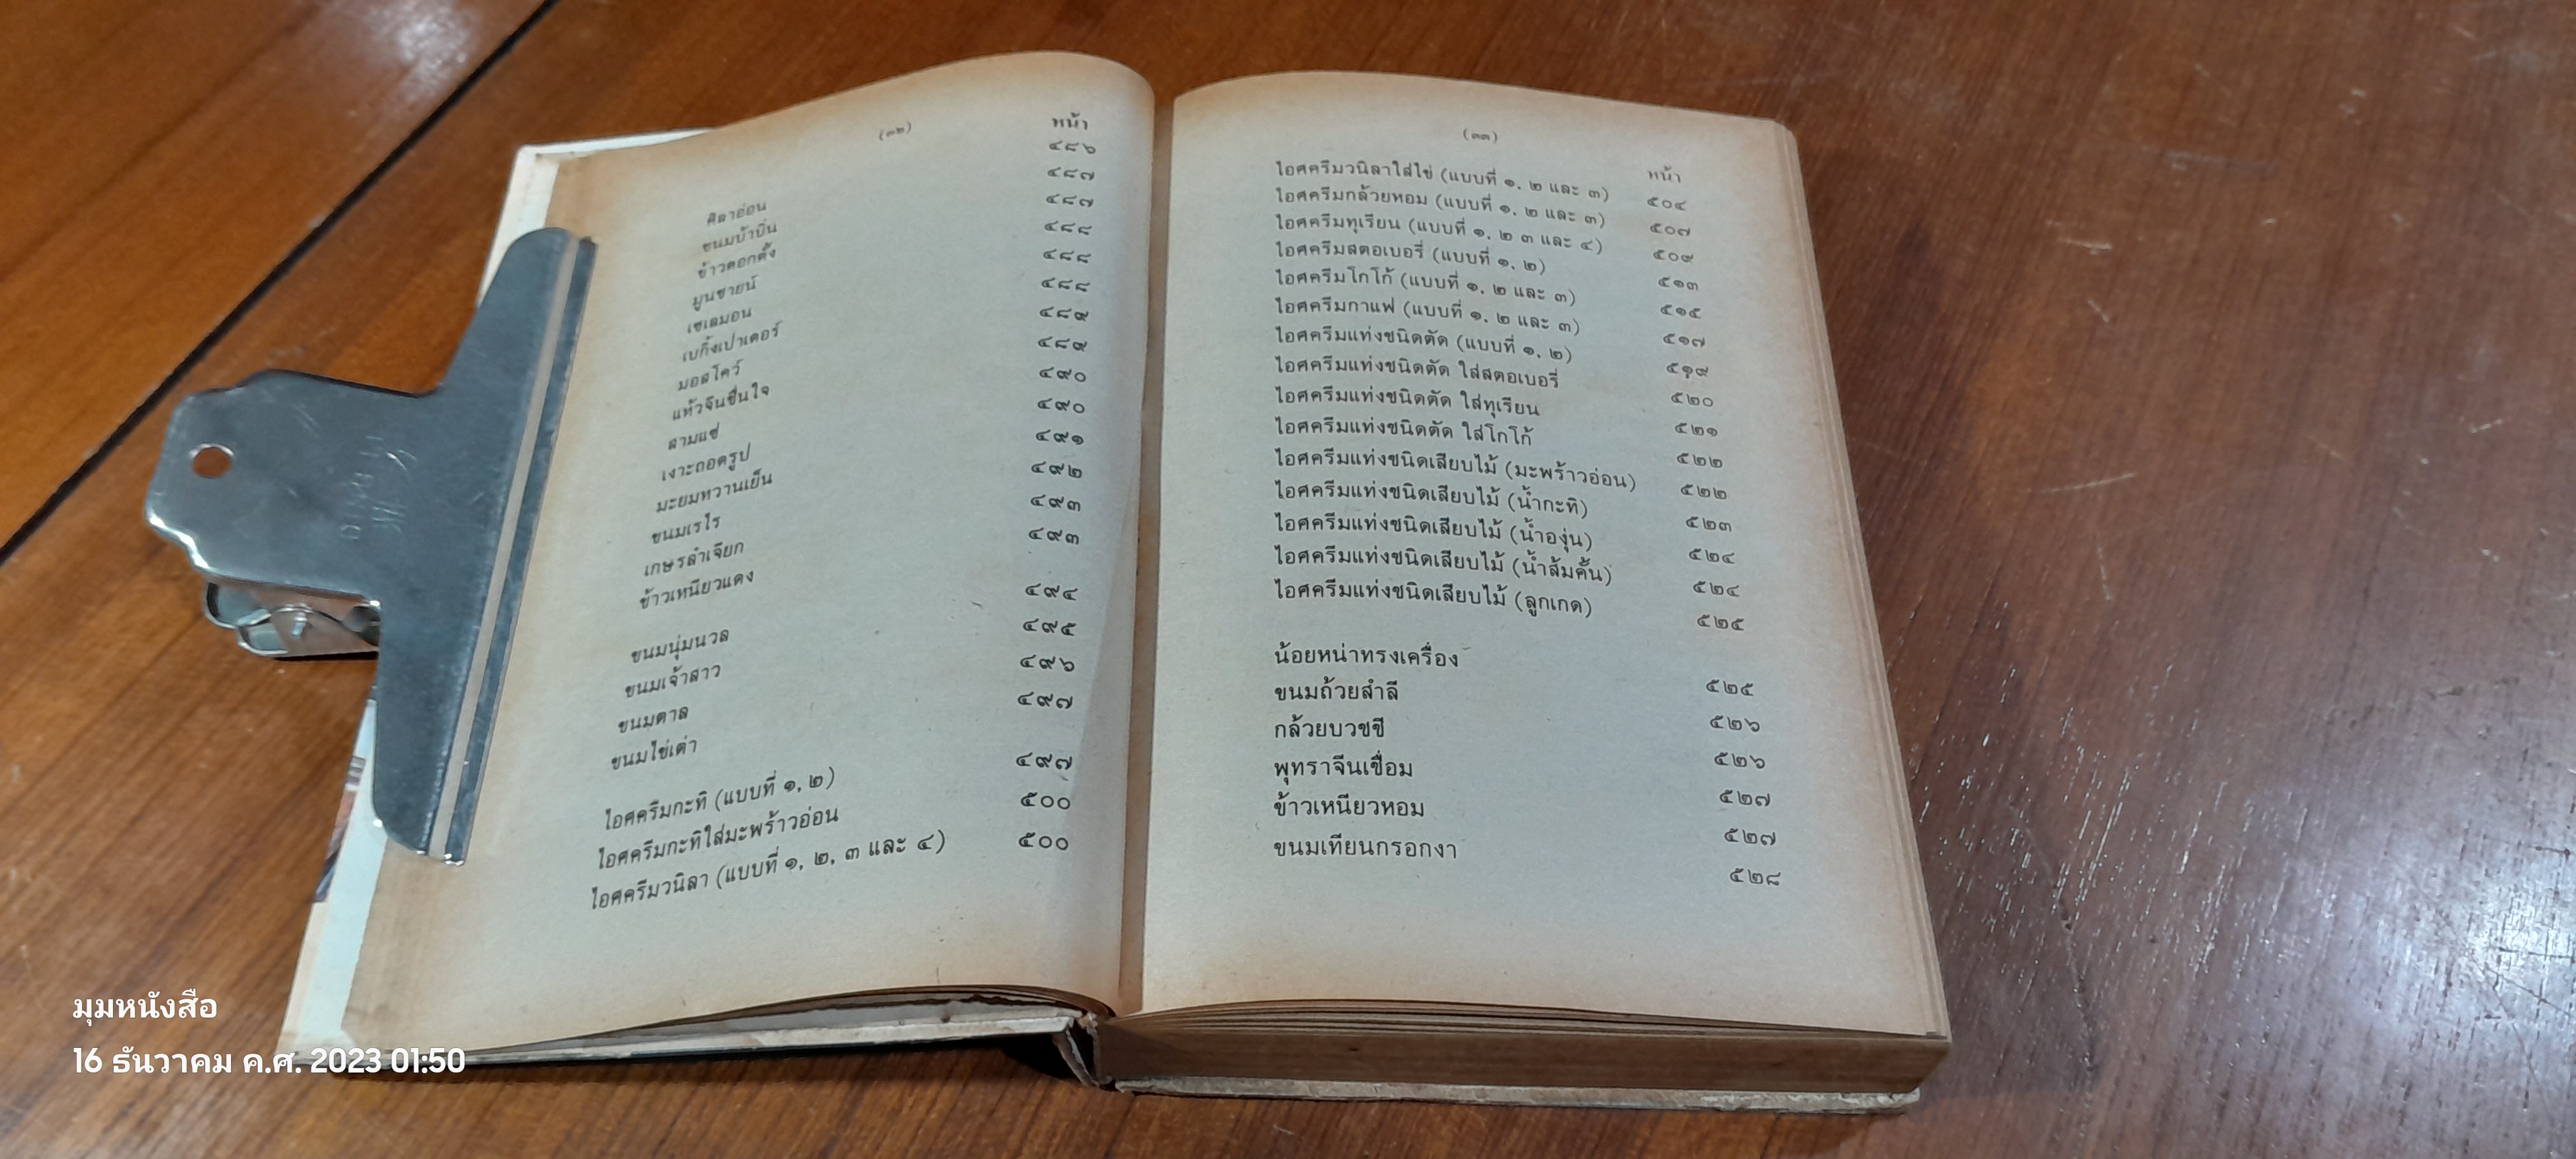 (๓๒)
หน้า
ศิลาอ่อน ๔๘๖
ขนมบ้าบิ่น ๔๘๗
ข้าวตอกตั้ง ๔๘๗
มูนชายน์ ๔๘๘
เชเลมอน ๔๘๘
เบกิ้งเปาเดอร์ ๔๘๘
มอสโคว์ ๔๘๙
แห้วจีนชื่นใจ ๔๘๙
ลามแช่ ๔๙๐
เงาะถอดรูป ๔๙๐
มะยมหวานเย็น ๔๙๑
ขนมเรไร ๔๙๒
เกษรลำเจียก ๔๙๓
ข้าวเหนียวแดง ๔๙๓
ขนมนุ่มนวล ๔๙๔
ขนมเจ้าสาว ๔๙๕
ขนมตาล ๔๙๖
ขนมไข่เต่า ๔๙๗
ไอศครีมกะทิ (แบบที่ ๑, ๒) ๔๙๗
ไอศครีมกะทิใส่มะพร้าวอ่อน ๕๐๐
ไอศครีมวนิลา (แบบที่ ๑, ๒, ๓ และ ๔) ๕๐๐
(๓๓)
หน้า
ไอศครีมวนิลาใส่ไข่ (แบบที่ ๑, ๒ และ ๓) ๕๐๔
ไอศครีมกล้วยหอม (แบบที่ ๑, ๒ และ ๓) ๕๐๗
ไอศครีมทุเรียน (แบบที่ ๑, ๒ ๓ และ ๔) ๕๐๙
ไอศครีมสตอเบอรี่ (แบบที่ ๑, ๒) ๕๑๓
ไอศครีมโกโก้ (แบบที่ ๑, ๒ และ ๓) ๕๑๕
ไอศครีมกาแฟ (แบบที่ ๑, ๒ และ ๓) ๕๑๗
ไอศครีมแท่งชนิดตัด (แบบที่ ๑, ๒) ๕๑๙
ไอศครีมแท่งชนิดตัด ใส่สตอเบอรี่ ๕๒๐
ไอศครีมแท่งชนิดตัด ใส่ทุเรียน ๕๒๑
ไอศครีมแท่งชนิดตัด ใส่โกโก้ ๕๒๒
ไอศครีมแท่งชนิดเสียบไม้ (มะพร้าวอ่อน) ๕๒๒
ไอศครีมแท่งชนิดเสียบไม้ (น้ำกะทิ) ๕๒๓
ไอศครีมแท่งชนิดเสียบไม้ (น้ำองุ่น) ๕๒๔
ไอศครีมแท่งชนิดเสียบไม้ (น้ำส้มคั้น) ๕๒๔
ไอศครีมแท่งชนิดเสียบไม้ (ลูกเกด) ๕๒๕
น้อยหน่าทรงเครื่อง ๕๒๕
ขนมถ้วยสำลี ๕๒๖
กล้วยบวชชี ๕๒๖
พุทราจีนเชื่อม ๕๒๗
ข้าวเหนียวหอม ๕๒๗
ขนมเทียนกรอกงา ๕๒๘
มุมหนังสือ
16 ธันวาคม ค.ศ. 2023 01:50